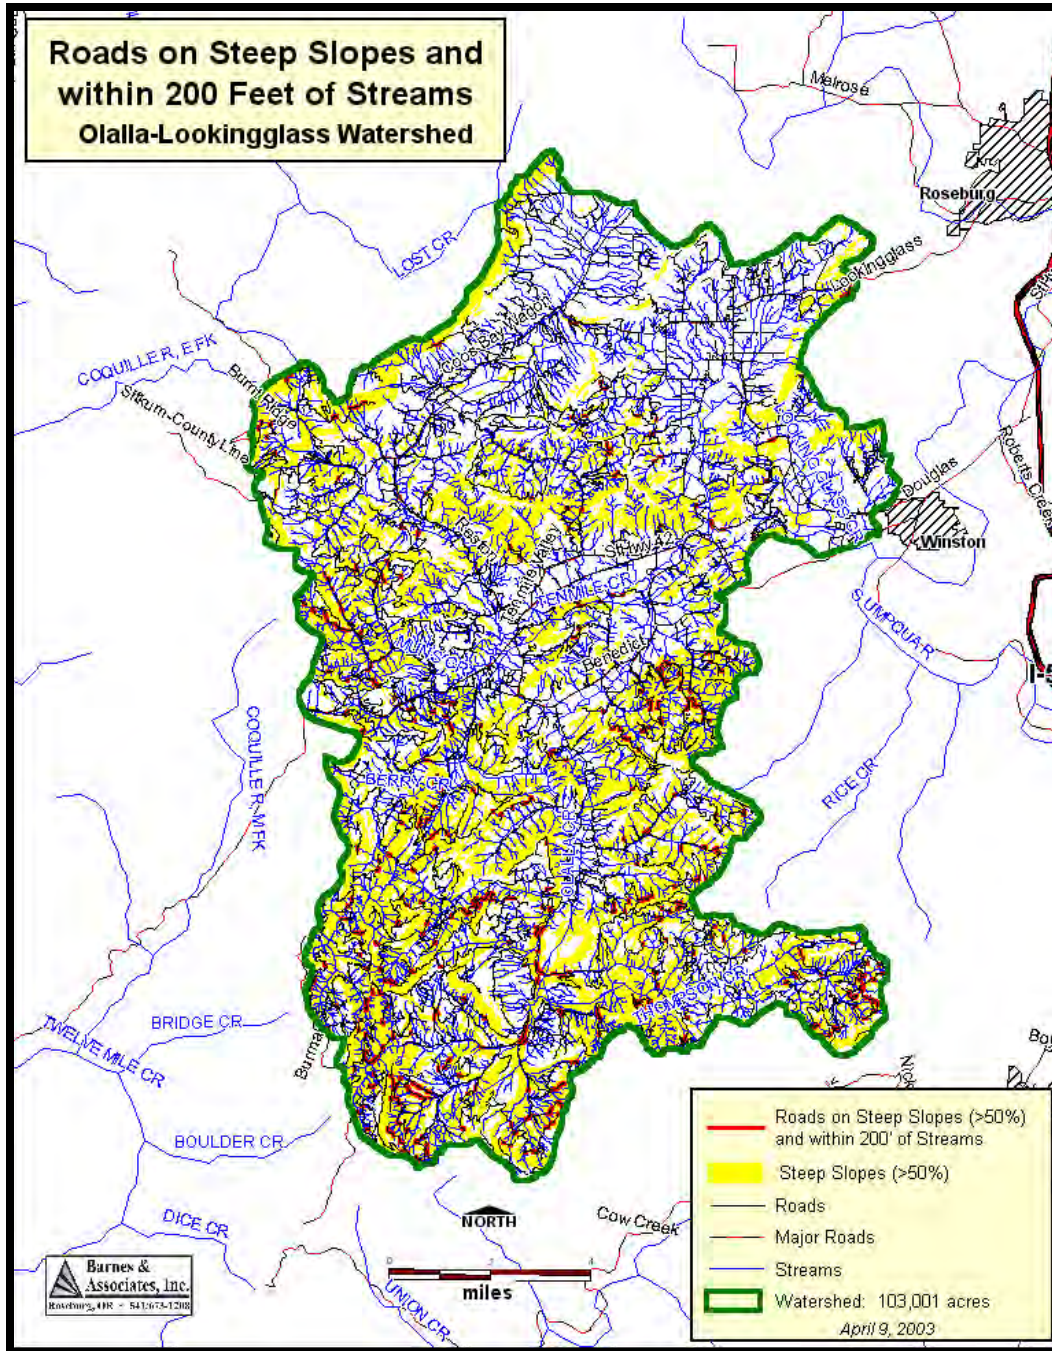 Roads on Steep Slopes and
within 200 Feet of Streams
Olalla-Lookingglass Watershed
Melrose
Roseburg
Lookingglass
LOST CR
Coos Bay Wagon
COQUILLE R, E FK
Burnt Ridge
Sitkum-County Line
LOOKINGGLASS CR
Douglas
Roberts Creek
Winston
Reston
Tenmile Valley
St Hwy 42
TENMILE CR
S UMPQUA R
MUNS CR
Benedict
I-5
COQUILLE R, M FK
BERRY CR
RICE CR
OLALLA CR
THOMPSON CR
BRIDGE CR
TWELVE MILE CR
Burma
BOULDER CR
DICE CR
UNION CR
Cow Creek
NORTH
miles
Barnes &
Associates, Inc.
Roseburg, OR - 541/673-1208
Roads on Steep Slopes (>50%)
and within 200' of Streams
Steep Slopes (>50%)
Roads
Major Roads
Streams
Watershed: 103,001 acres
April 9, 2003